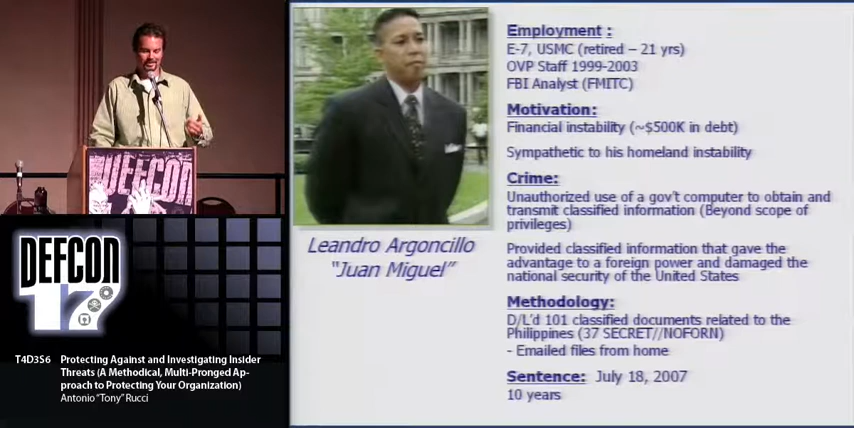 DEFCON
DEFCON
17
T4D3S6
Protecting Against and Investigating Insider
Threats (A Methodical, Multi-Pronged Ap-
proach to Protecting Your Organization)
Antonio "Tony" Rucci
Leandro Argoncillo
"Juan Miguel"
Employment :
E-7, USMC (retired – 21 yrs)
OVP Staff 1999-2003
FBI Analyst (FMITC)
Motivation:
Financial instability (~$500K in debt)
Sympathetic to his homeland instability
Crime:
Unauthorized use of a gov't computer to obtain and
transmit classified information (Beyond scope of
privileges)
Provided classified information that gave the
advantage to a foreign power and damaged the
national security of the United States
Methodology:
D/L'd 101 classified documents related to the
Philippines (37 SECRET//NOFORN)
- Emailed files from home
Sentence: July 18, 2007
10 years